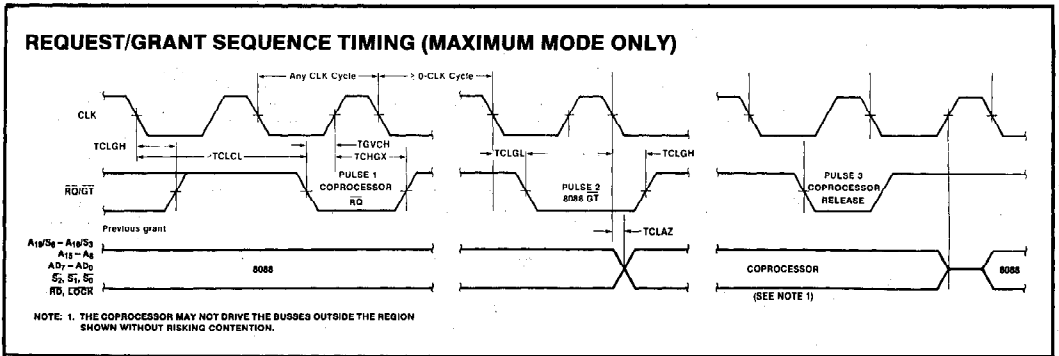 REQUEST/GRANT SEQUENCE TIMING (MAXIMUM MODE ONLY)
Any CLK Cycle
≥ 0-CLK Cycle
CLK
TCLGH
TCLCL
TGVCH
TCHGX
TCLGL
TCLGH
RQ/GT
PULSE 1
COPROCESSOR
RQ
PULSE 2
8088 GT
PULSE 3
COPROCESSOR
RELEASE
Previous grant
TCLAZ
A19/S6 – A16/S3
A15 – A8
AD7 – AD0
S2, S1, S0
RD, LOCK
8088
COPROCESSOR
8088
(SEE NOTE 1)
NOTE: 1. THE COPROCESSOR MAY NOT DRIVE THE BUSSES OUTSIDE THE REGION
SHOWN WITHOUT RISKING CONTENTION.